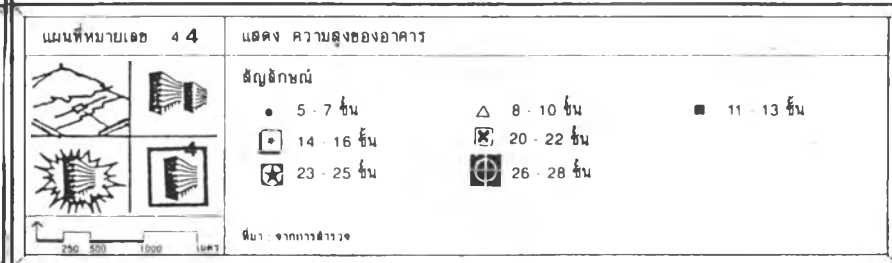 แผนที่หมายเลข 44
แสดง ความสูงของอาคาร
สัญลักษณ์
5 - 7 ชั้น
8 - 10 ชั้น
11 - 13 ชั้น
14 - 16 ชั้น
20 - 22 ชั้น
23 - 25 ชั้น
26 - 28 ชั้น
4
250 500 1000 เมตร
ที่มา : จากการสำรวจ